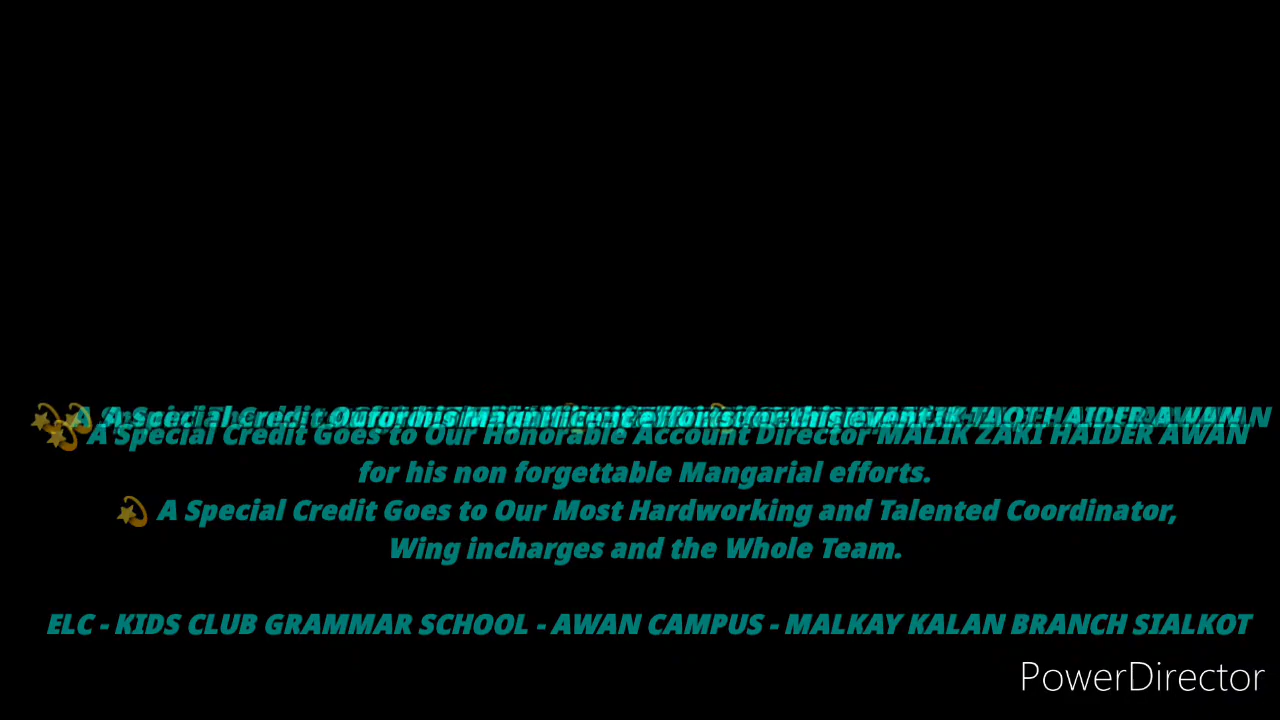 💫 A Special Credit Goes to Our Honorable Account Director MALIK ZAKI HAIDER AWAN
for his non forgettable Mangarial efforts.
💫 A Special Credit Goes to Our Most Hardworking and Talented Coordinator,
Wing incharges and the Whole Team.
ELC - KIDS CLUB GRAMMAR SCHOOL - AWAN CAMPUS - MALKAY KALAN BRANCH SIALKOT
PowerDirector